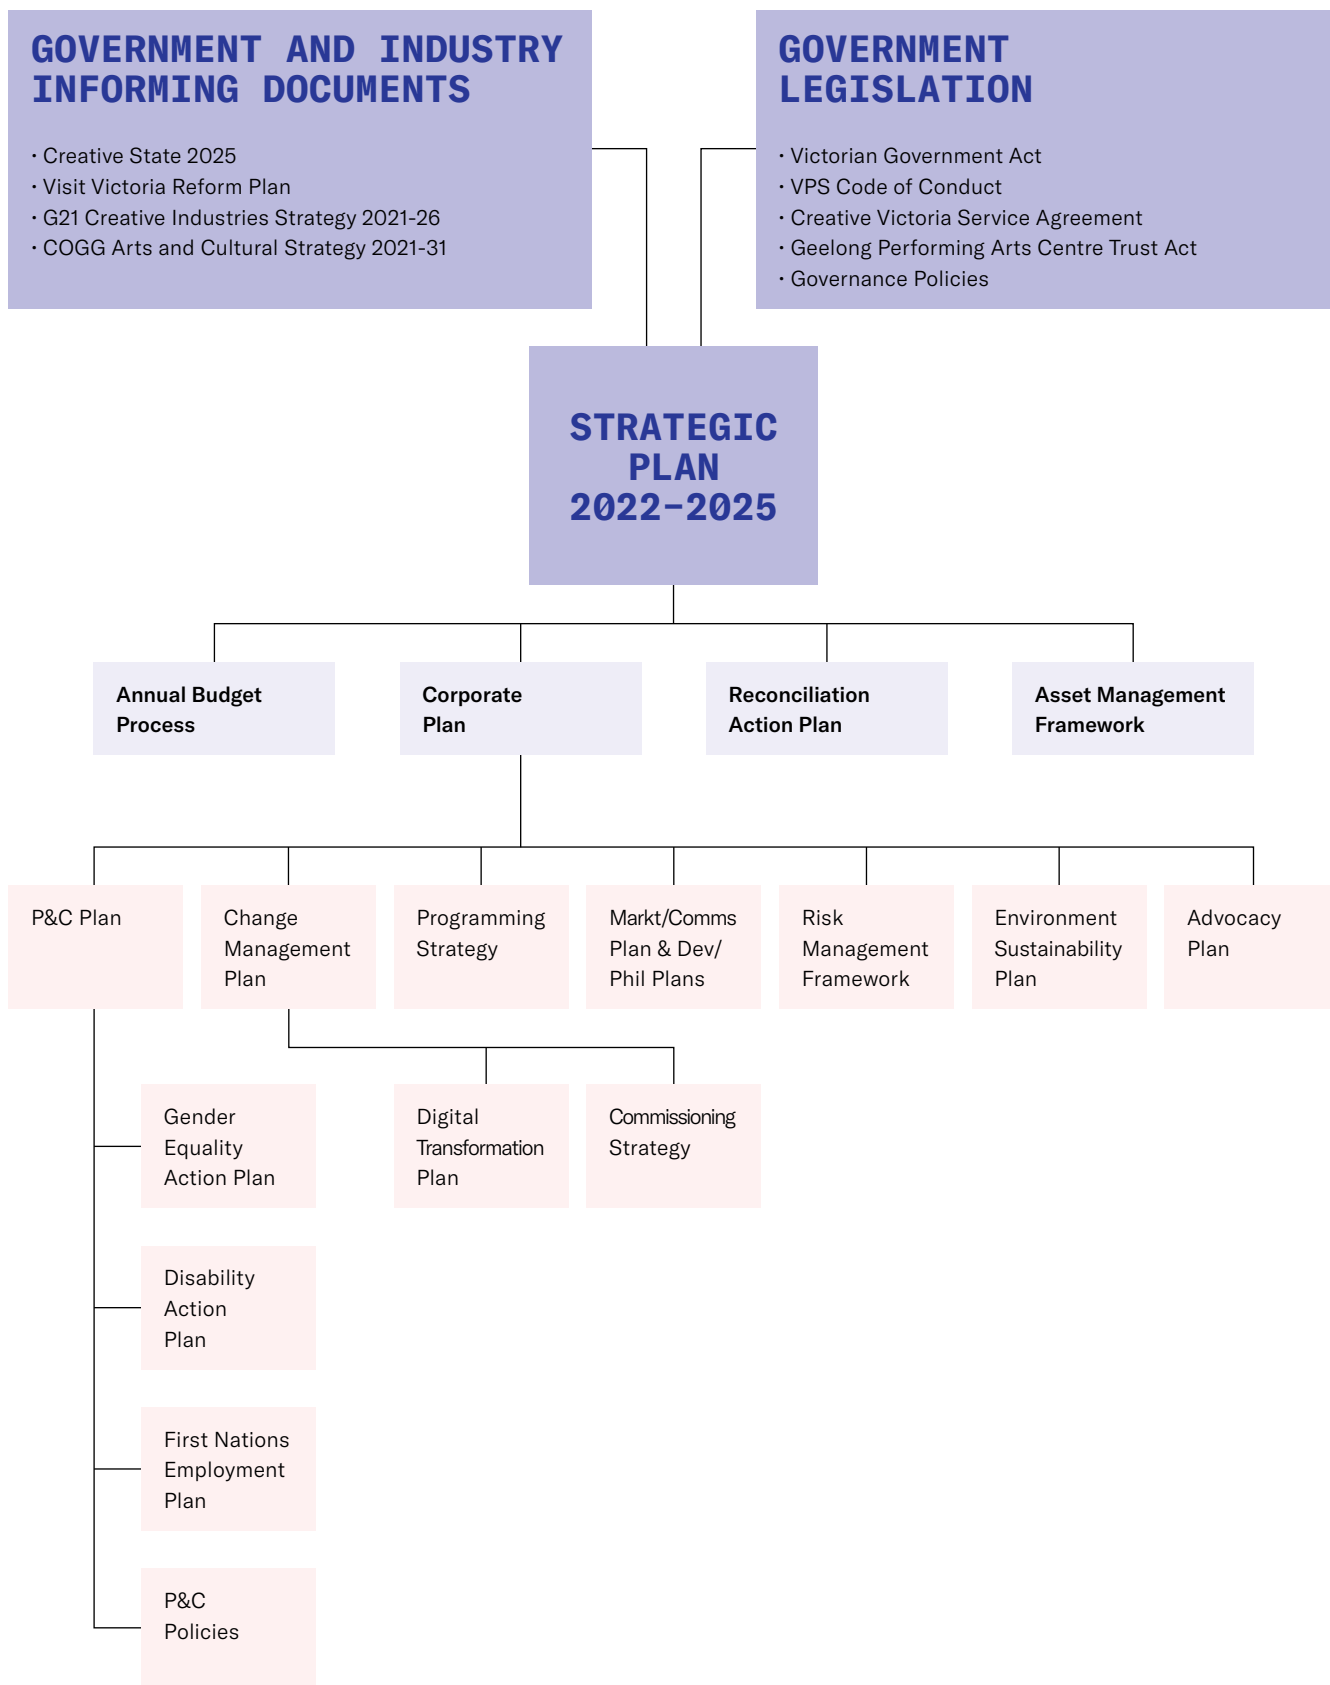 GOVERNMENT AND INDUSTRY
INFORMING DOCUMENTS
· Creative State 2025
· Visit Victoria Reform Plan
· G21 Creative Industries Strategy 2021-26
· COGG Arts and Cultural Strategy 2021-31
GOVERNMENT
LEGISLATION
· Victorian Government Act
· VPS Code of Conduct
· Creative Victoria Service Agreement
· Geelong Performing Arts Centre Trust Act
· Governance Policies
STRATEGIC
PLAN
2022–2025
Annual Budget
Process
Corporate
Plan
Reconciliation
Action Plan
Asset Management
Framework
P&C Plan
Change
Management
Plan
Programming
Strategy
Markt/Comms
Plan & Dev/
Phil Plans
Risk
Management
Framework
Environment
Sustainability
Plan
Advocacy
Plan
Gender
Equality
Action Plan
Digital
Transformation
Plan
Commissioning
Strategy
Disability
Action
Plan
First Nations
Employment
Plan
P&C
Policies